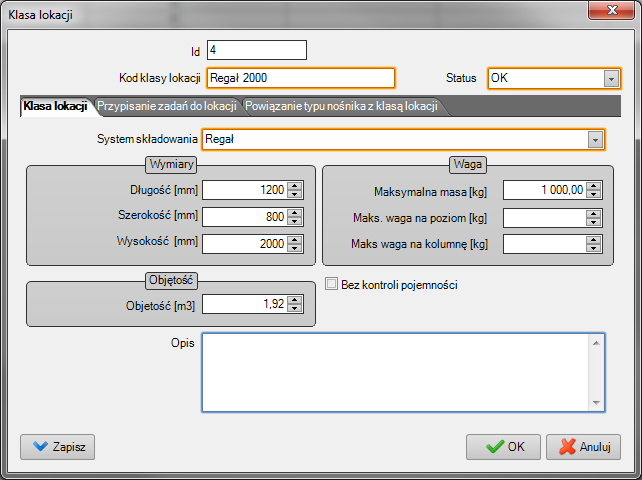 Klasa lokacji
Id 4
Kod klasy lokacji Regał 2000 Status OK
Klasa lokacji Przypisanie zadań do lokacji Powiązanie typu nośnika z klasą lokacji
System składowania Regał
Wymiary
Długość [mm] 1200
Szerokość [mm] 800
Wysokość [mm] 2000
Waga
Maksymalna masa [kg] 1 000,00
Maks. waga na poziom [kg]
Maks waga na kolumnę [kg]
Objętość
Objetość [m3] 1,92
Bez kontroli pojemności
Opis
Zapisz OK Anuluj